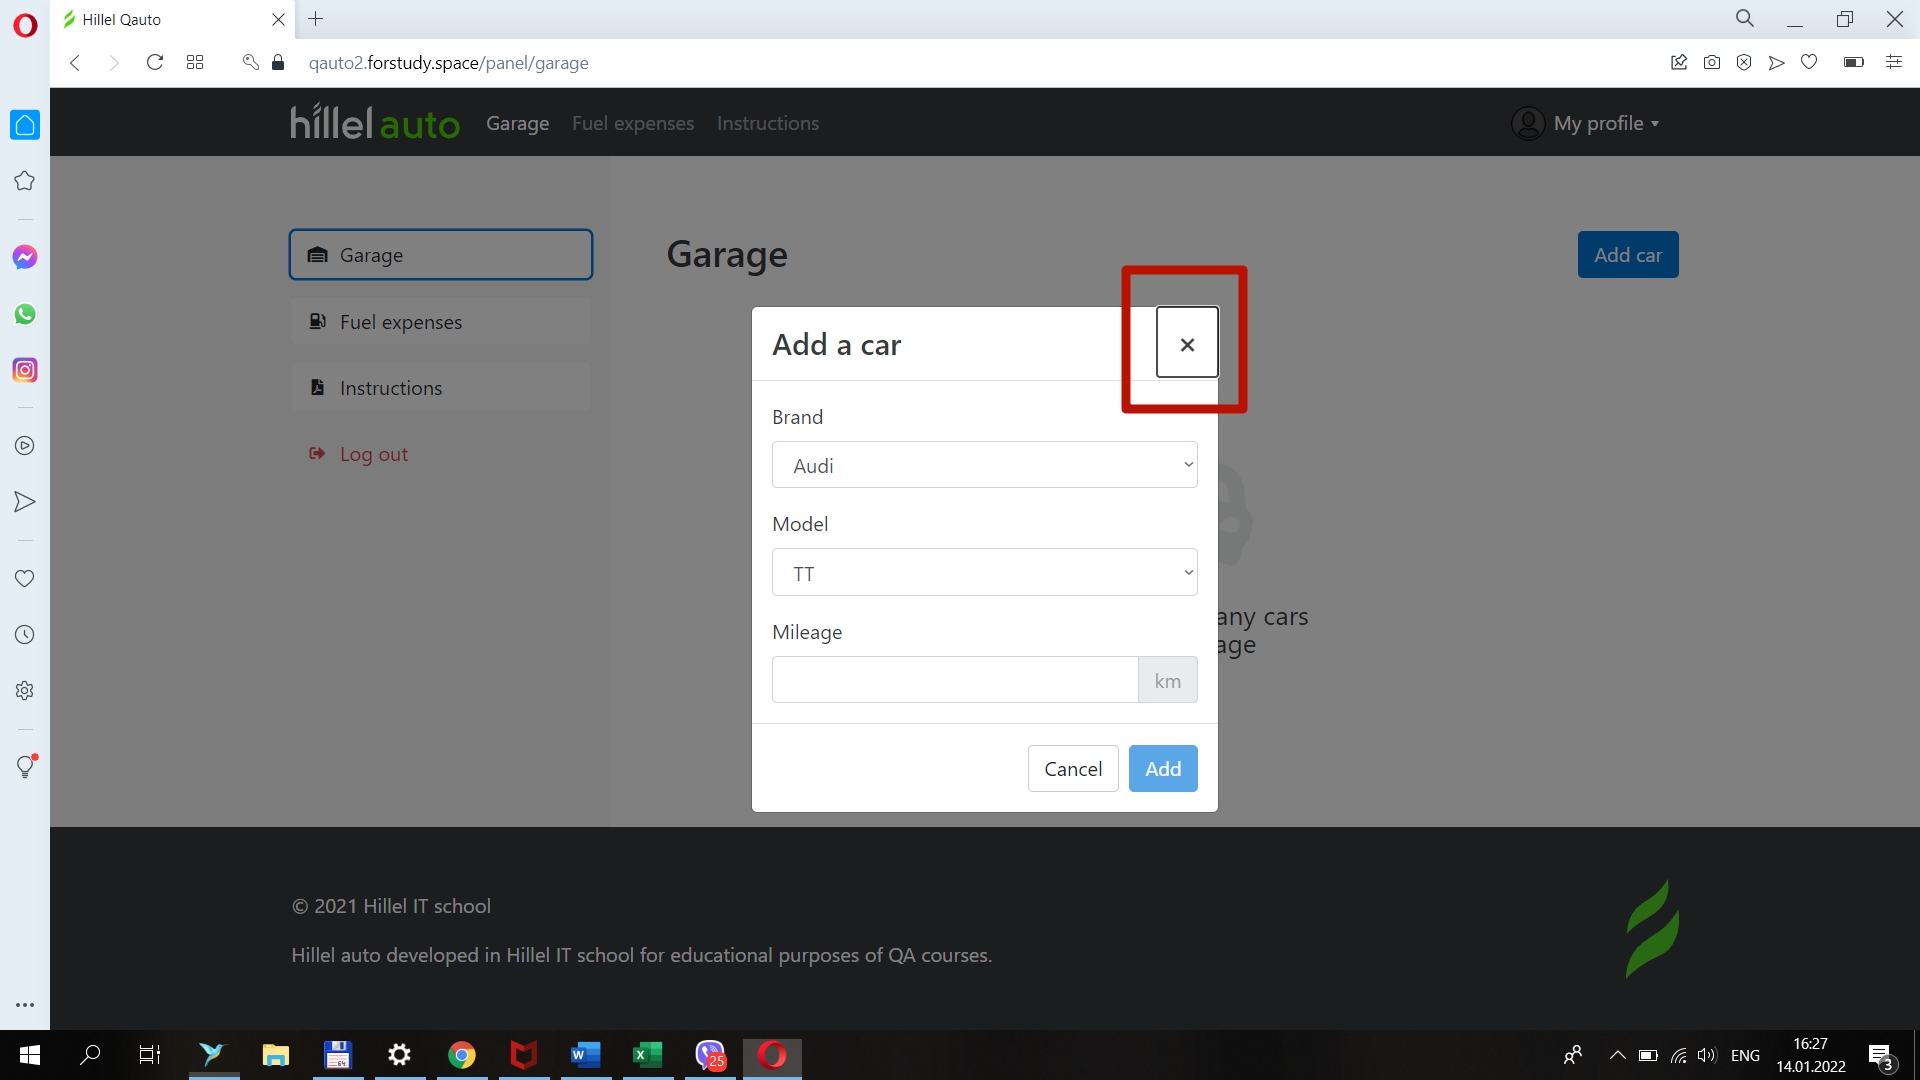 Hillel Qauto
qauto2.forstudy.space/panel/garage
hillel auto
Garage
Fuel expenses
Instructions
My profile
Garage
Fuel expenses
Instructions
Log out
Garage
Add car
Add a car
×
Brand
Audi
Model
TT
Mileage
km
any cars
age
Cancel
Add
© 2021 Hillel IT school
Hillel auto developed in Hillel IT school for educational purposes of QA courses.
64
W
X
25
ENG
16:27
14.01.2022
3